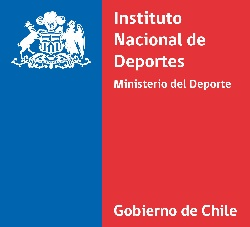 Instituto
Nacional de
Deportes
Ministerio del Deporte
Gobierno de Chile